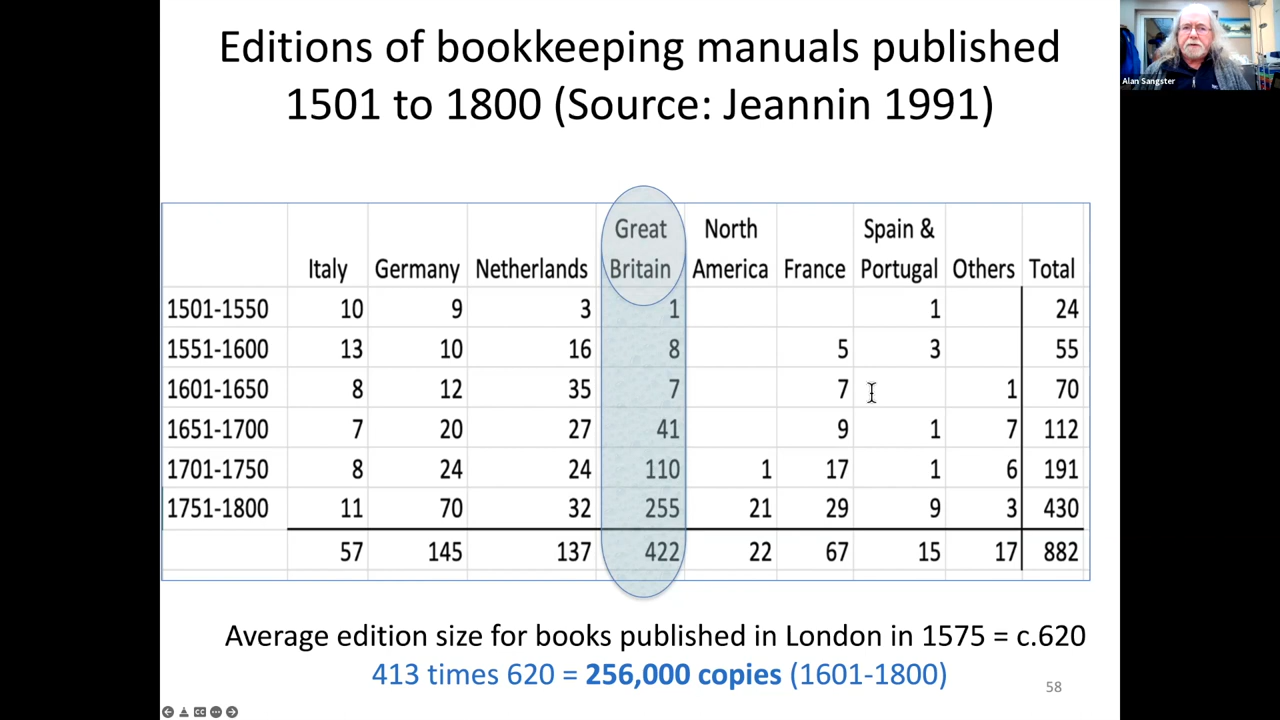 Editions of bookkeeping manuals published
1501 to 1800 (Source: Jeannin 1991)
Alan Sangster
Italy Germany Netherlands Great Britain North America France Spain & Portugal Others Total
1501-1550 10 9 3 1 1 24
1551-1600 13 10 16 8 5 3 55
1601-1650 8 12 35 7 7 1 70
1651-1700 7 20 27 41 9 1 7 112
1701-1750 8 24 24 110 1 17 1 6 191
1751-1800 11 70 32 255 21 29 9 3 430
57 145 137 422 22 67 15 17 882
Average edition size for books published in London in 1575 = c.620
413 times 620 = 256,000 copies (1601-1800)
58
CC